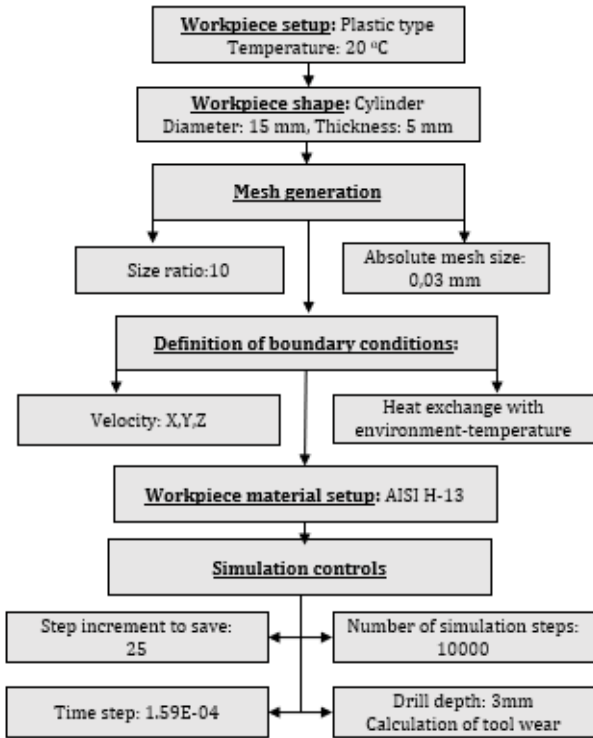 Workpiece setup: Plastic type
Temperature: 20 °C
Workpiece shape: Cylinder
Diameter: 15 mm, Thickness: 5 mm
Mesh generation
Size ratio:10
Absolute mesh size:
0,03 mm
Definition of boundary conditions:
Velocity: X,Y,Z
Heat exchange with
environment-temperature
Workpiece material setup: AISI H-13
Simulation controls
Step increment to save:
25
Number of simulation steps:
10000
Time step: 1.59E-04
Drill depth: 3mm
Calculation of tool wear